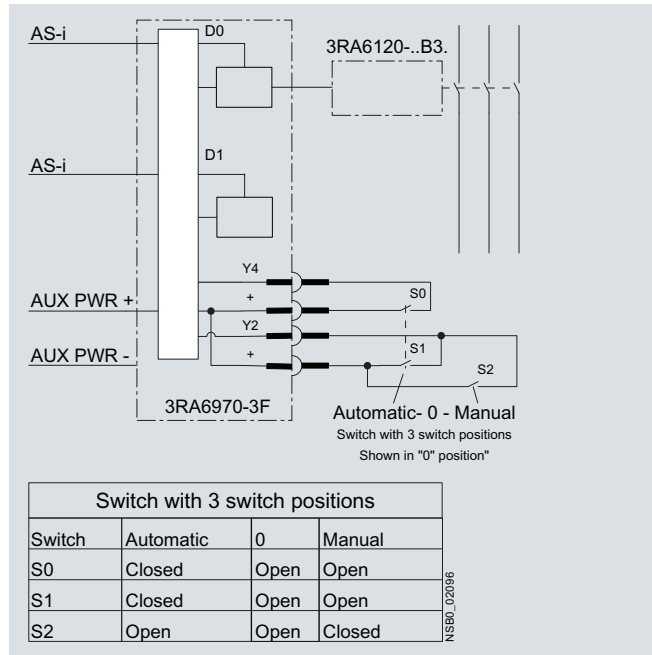 AS-i
D0
3RA6120-..B3.
AS-i
D1
Y4
AUX PWR +
+
S0
Y2
AUX PWR -
+
S1
S2
3RA6970-3F
Automatic- 0 - Manual
Switch with 3 switch positions
Shown in "0" position"
Switch with 3 switch positions
Switch Automatic 0 Manual
S0 Closed Open Open
S1 Closed Open Open
S2 Open Open Closed
NSB0_02096